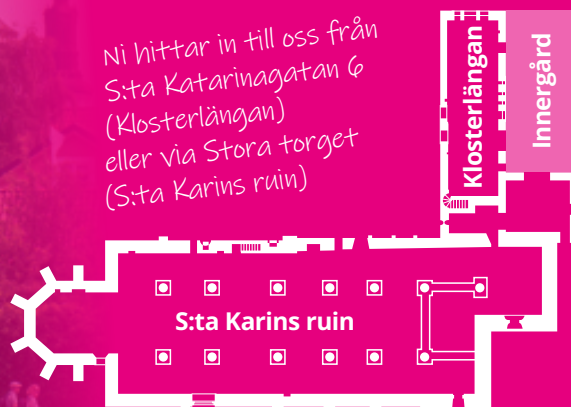 Ni hittar in till oss från
S:ta Katarinagatan 6
(Klosterlängan)
eller via Stora torget
(S:ta Karins ruin)
Klosterlängan
Innergård
S:ta Karins ruin